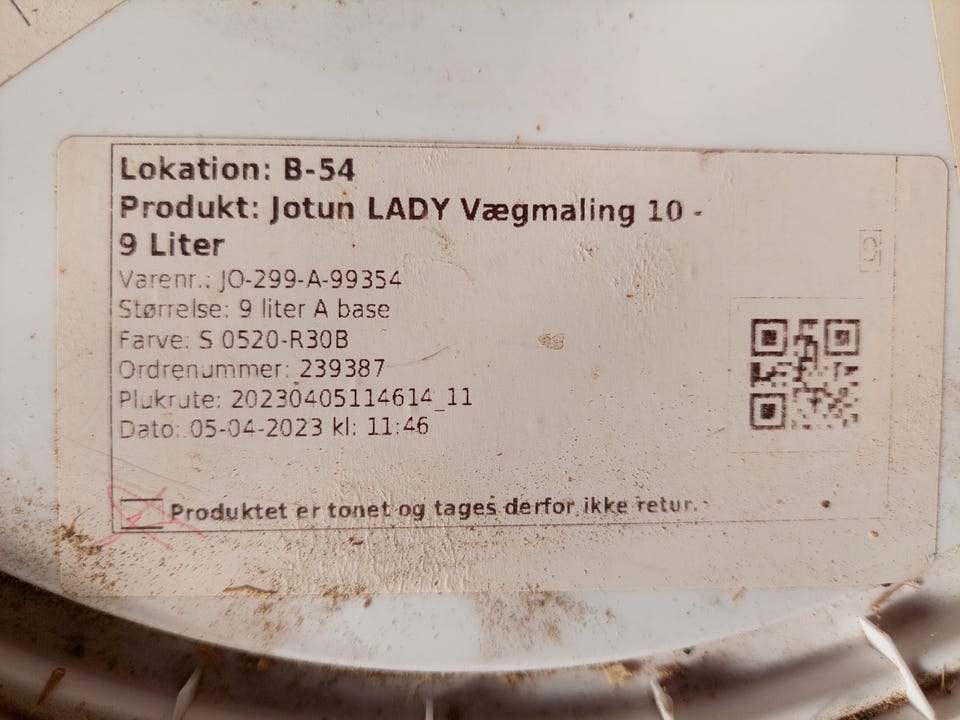 Lokation: B-54
Produkt: Jotun LADY Vægmaling 10 -
9 Liter
Varenr.: JO-299-A-99354
Størrelse: 9 liter A base
Farve: S 0520-R30B
Ordrenummer: 239387
Plukrute: 20230405114614_11
Dato: 05-04-2023 kl: 11:46
Produktet er tonet og tages derfor ikke retur.